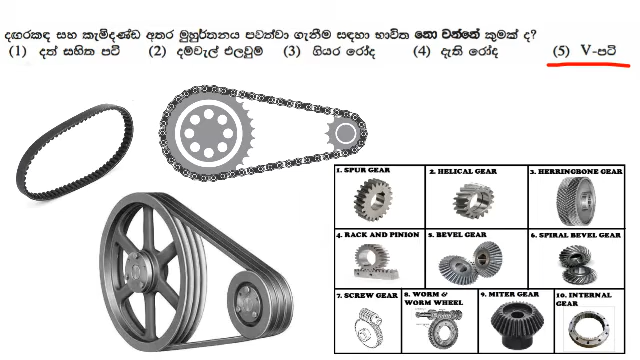 දඟරකඳ සහ කැමිදණ්ඩ අතර මුහුර්තනය පවත්වා ගැනීම සඳහා භාවිත නො වන්නේ කුමක් ද?
(1) දත් සහිත පටි (2) දම්වැල් එලවුම් (3) ගියර රෝද (4) දැති රෝද (5) V-පටි
1. SPUR GEAR 2. HELICAL GEAR 3. HERRINGBONE GEAR
4. RACK AND PINION 5. BEVEL GEAR 6. SPIRAL BEVEL GEAR
7. SCREW GEAR 8. WORM & WORM WHEEL 9. MITER GEAR 10. INTERNAL GEAR